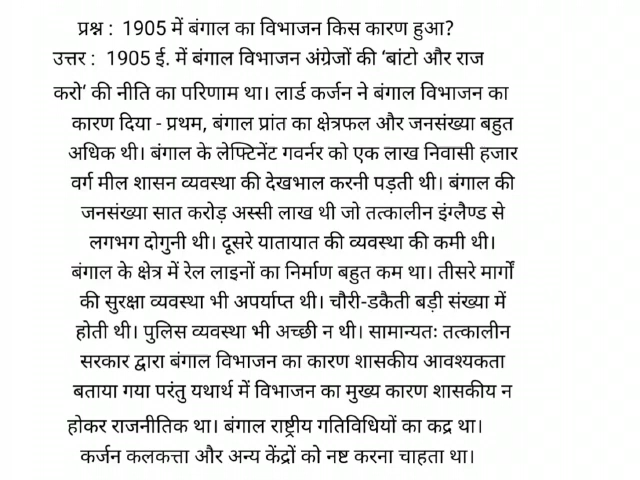 प्रश्न : 1905 में बंगाल का विभाजन किस कारण हुआ?
उत्तर : 1905 ई. में बंगाल विभाजन अंग्रेजों की ‘बांटो और राज
करो‘ की नीति का परिणाम था। लार्ड कर्जन ने बंगाल विभाजन का
कारण दिया - प्रथम, बंगाल प्रांत का क्षेत्रफल और जनसंख्या बहुत
अधिक थी। बंगाल के लेफ्टिनेंट गवर्नर को एक लाख निवासी हजार
वर्ग मील शासन व्यवस्था की देखभाल करनी पड़ती थी। बंगाल की
जनसंख्या सात करोड़ अस्सी लाख थी जो तत्कालीन इंग्लैण्ड से
लगभग दोगुनी थी। दूसरे यातायात की व्यवस्था की कमी थी।
बंगाल के क्षेत्र में रेल लाइनों का निर्माण बहुत कम था। तीसरे मार्गों
की सुरक्षा व्यवस्था भी अपर्याप्त थी। चौरी-डकैती बड़ी संख्या में
होती थी। पुलिस व्यवस्था भी अच्छी न थी। सामान्यतः तत्कालीन
सरकार द्वारा बंगाल विभाजन का कारण शासकीय आवश्यकता
बताया गया परंतु यथार्थ में विभाजन का मुख्य कारण शासकीय न
होकर राजनीतिक था। बंगाल राष्ट्रीय गतिविधियों का कद्र था।
कर्जन कलकत्ता और अन्य केंद्रों को नष्ट करना चाहता था।